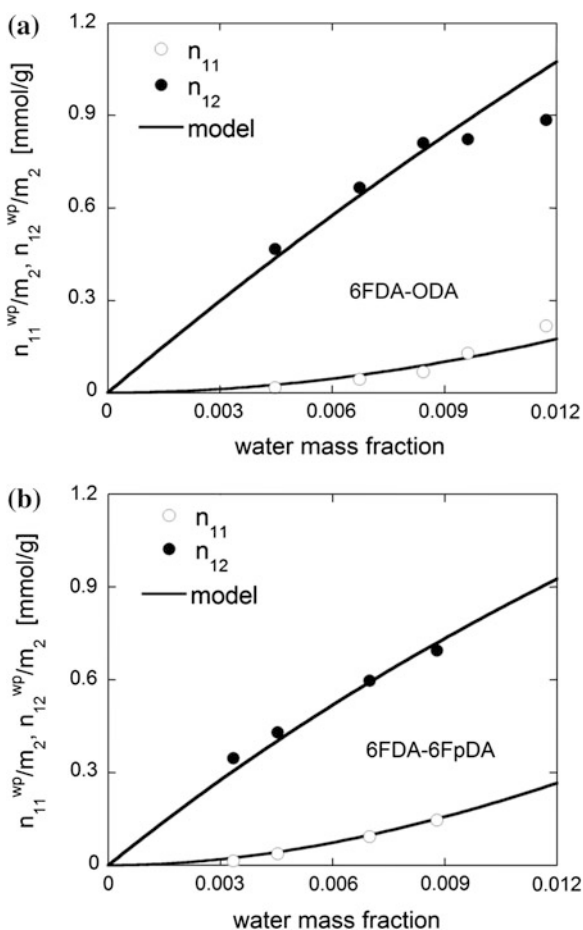 (a)
1.2
0.9
0.6
0.3
0
n₁₁
n₁₂
model
6FDA-ODA
n₁₁ʷᵖ/m₂, n₁₂ʷᵖ/m₂ [mmol/g]
0 0.003 0.006 0.009 0.012
water mass fraction
(b)
1.2
0.9
0.6
0.3
0
n₁₁
n₁₂
model
6FDA-6FpDA
n₁₁ʷᵖ/m₂, n₁₂ʷᵖ/m₂ [mmol/g]
0 0.003 0.006 0.009 0.012
water mass fraction